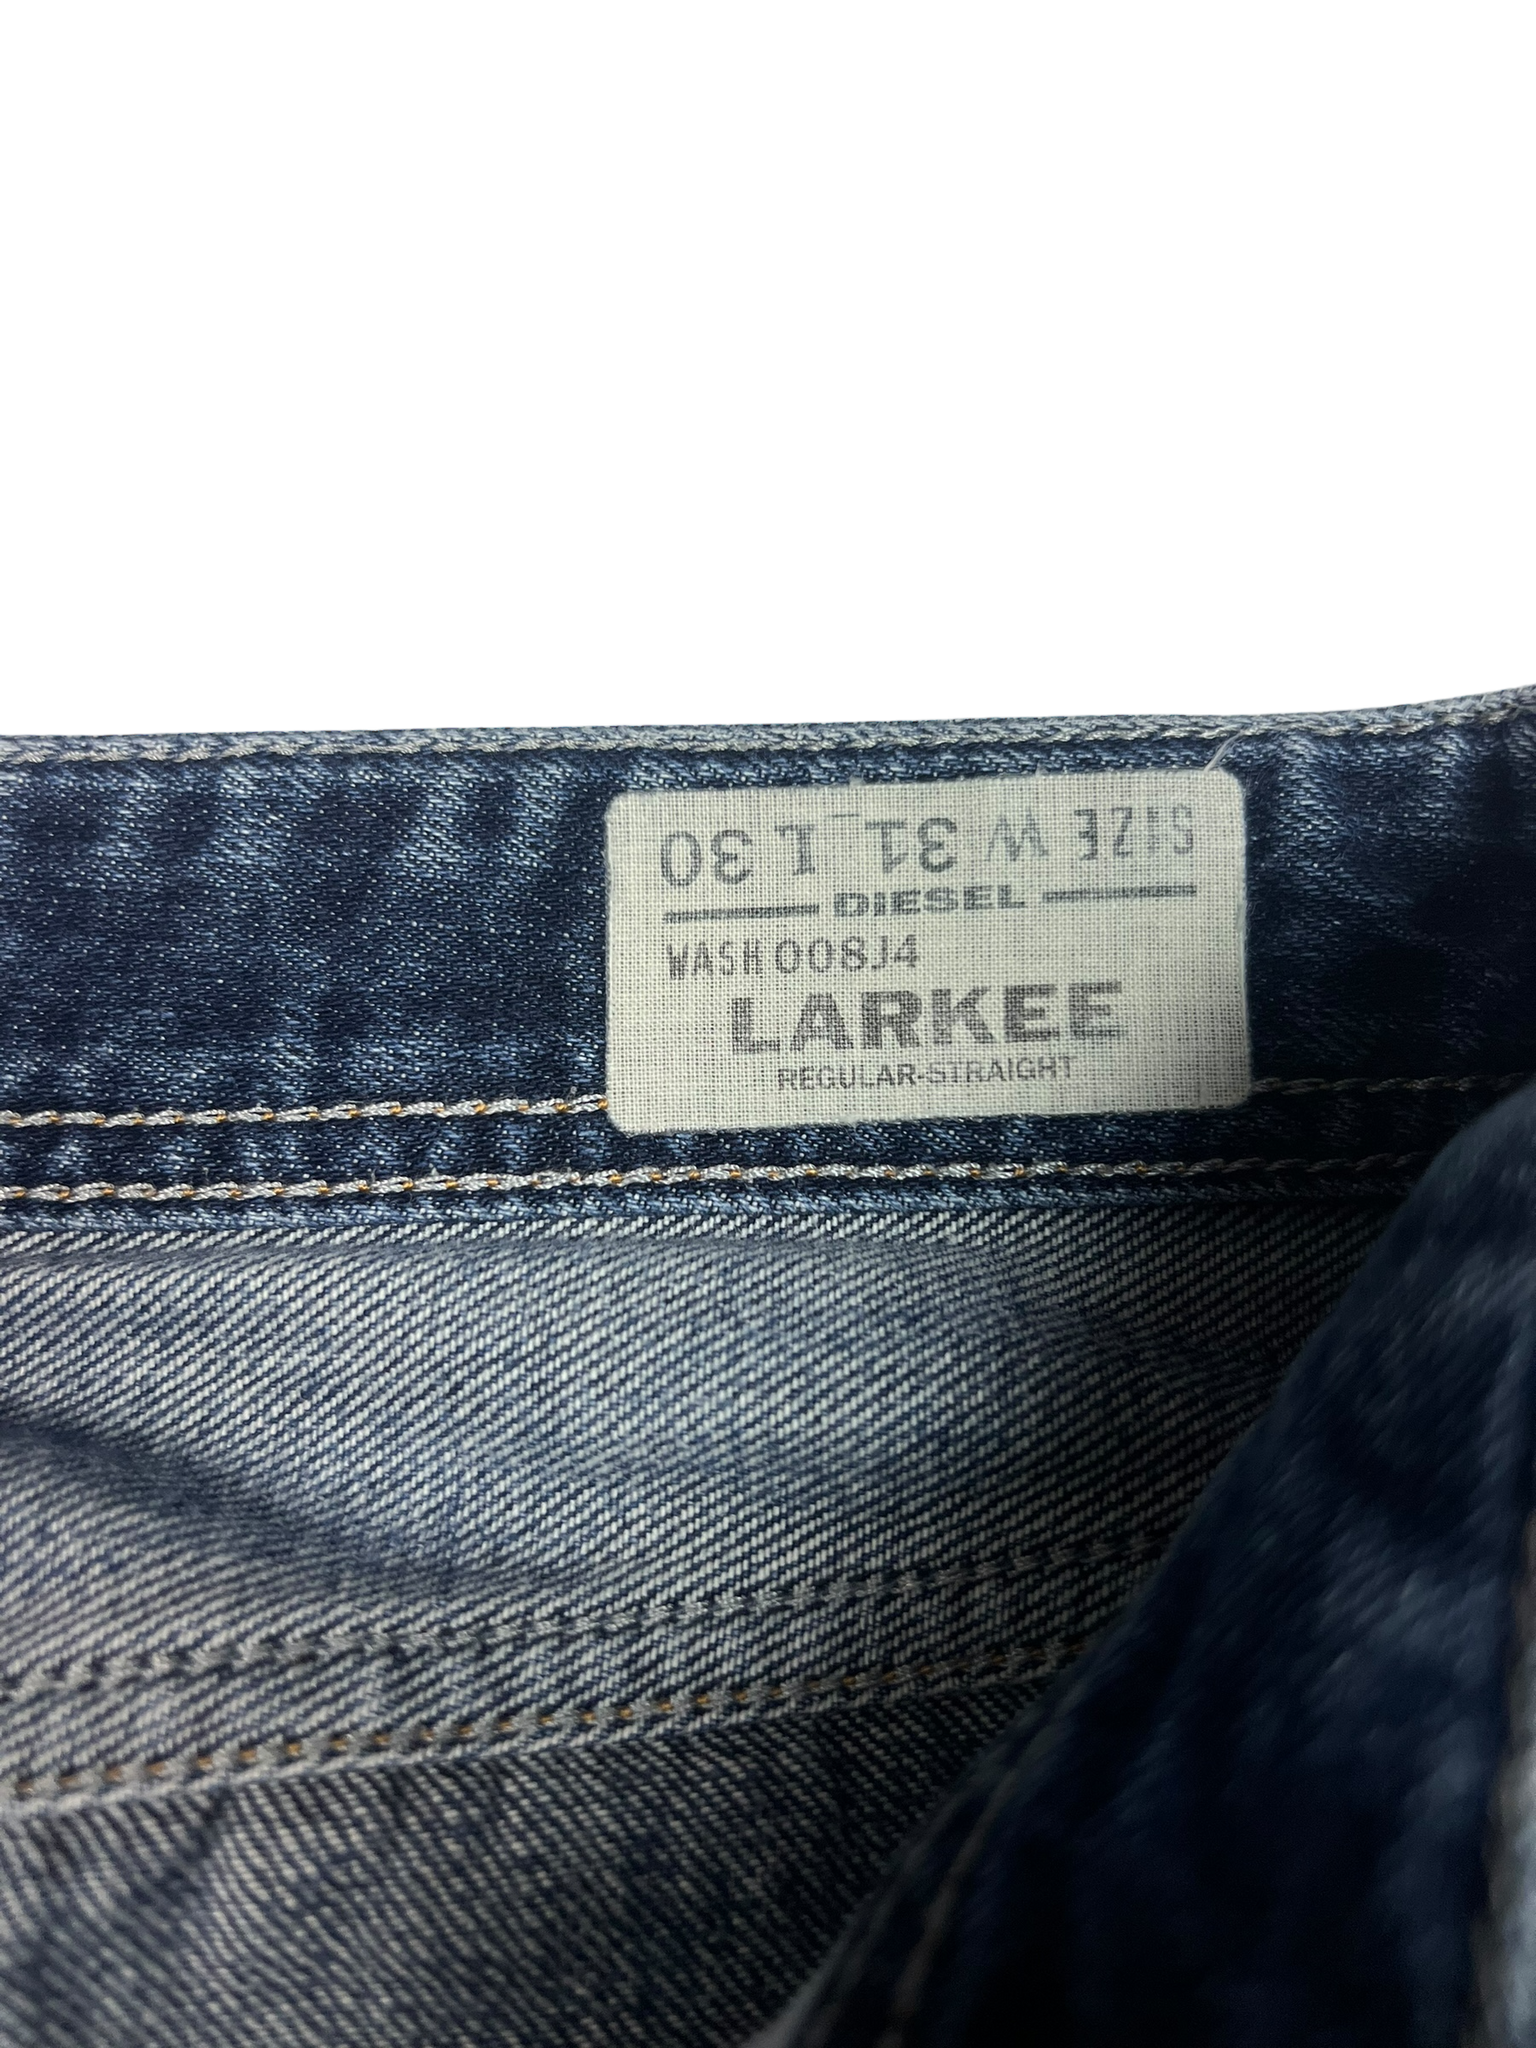 SIZE W 31 L 30
DIESEL
WASH 008J4
LARKEE
REGULAR-STRAIGHT